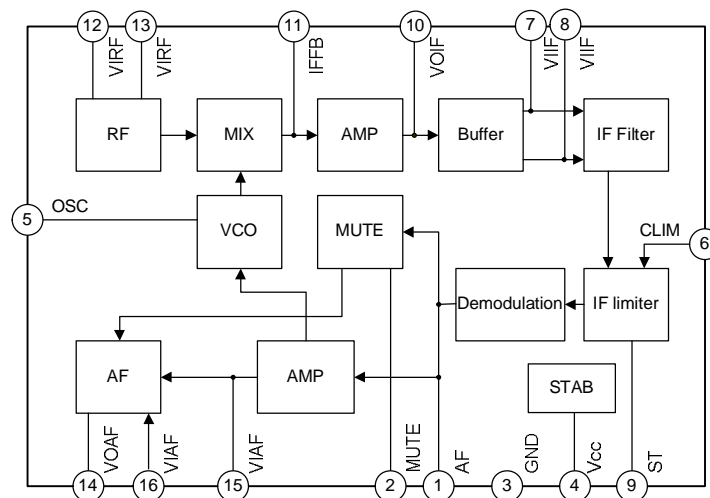 12 13 11 10 7 8
VIRF VIRF IFFB VOIF VIIF VIIF
RF MIX AMP Buffer IF Filter
5 OSC
VCO MUTE CLIM 6
Demodulation IF limiter
AF AMP STAB
VOAF VIAF VIAF MUTE AF GND Vcc ST
14 16 15 2 1 3 4 9